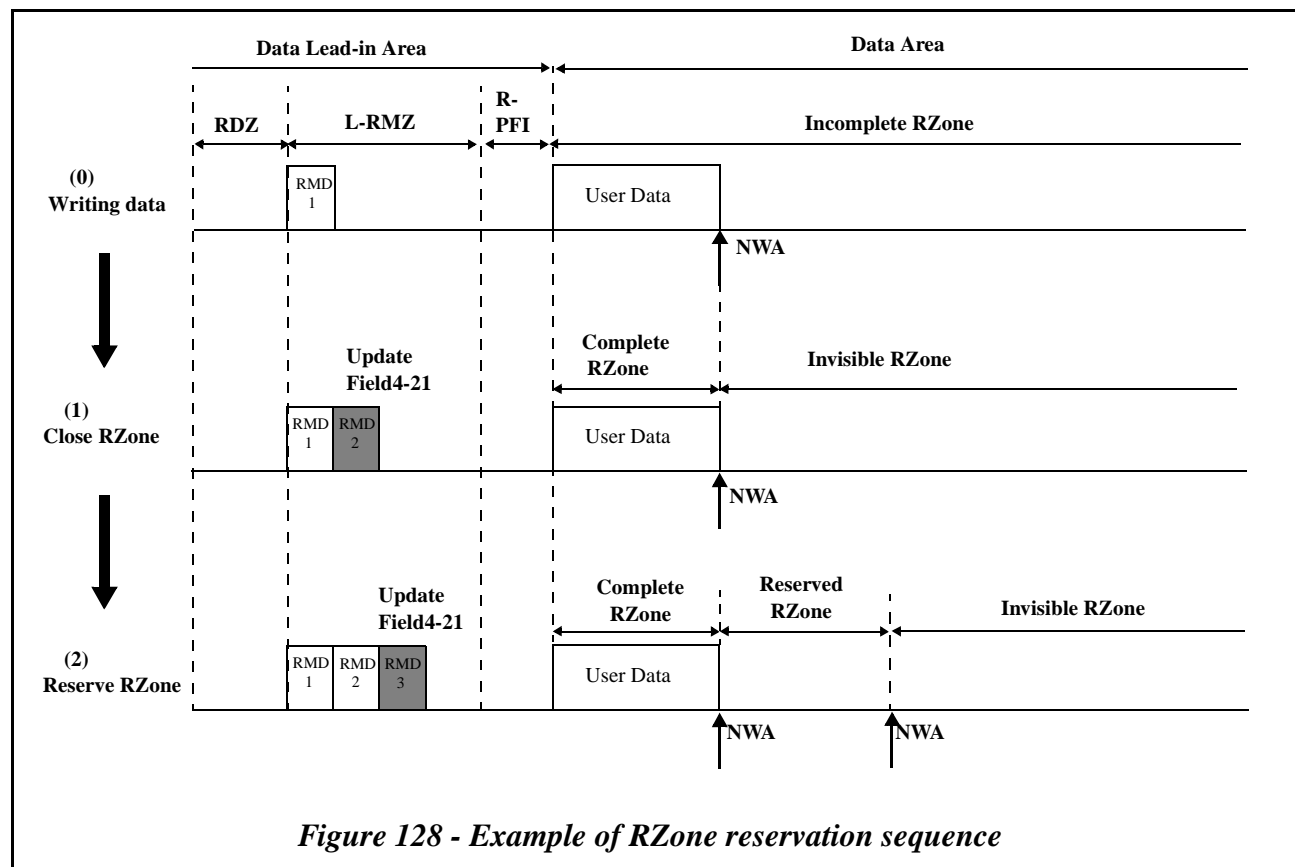 Data Lead-in Area
Data Area
RDZ
L-RMZ
R-
PFI
Incomplete RZone
(0)
Writing data
RMD
1
User Data
NWA
Update
Field4-21
Complete
RZone
Invisible RZone
(1)
Close RZone
RMD
1
RMD
2
User Data
NWA
Update
Field4-21
Complete
RZone
Reserved
RZone
Invisible RZone
(2)
Reserve RZone
RMD
1
RMD
2
RMD
3
User Data
NWA
NWA
Figure 128 - Example of RZone reservation sequence